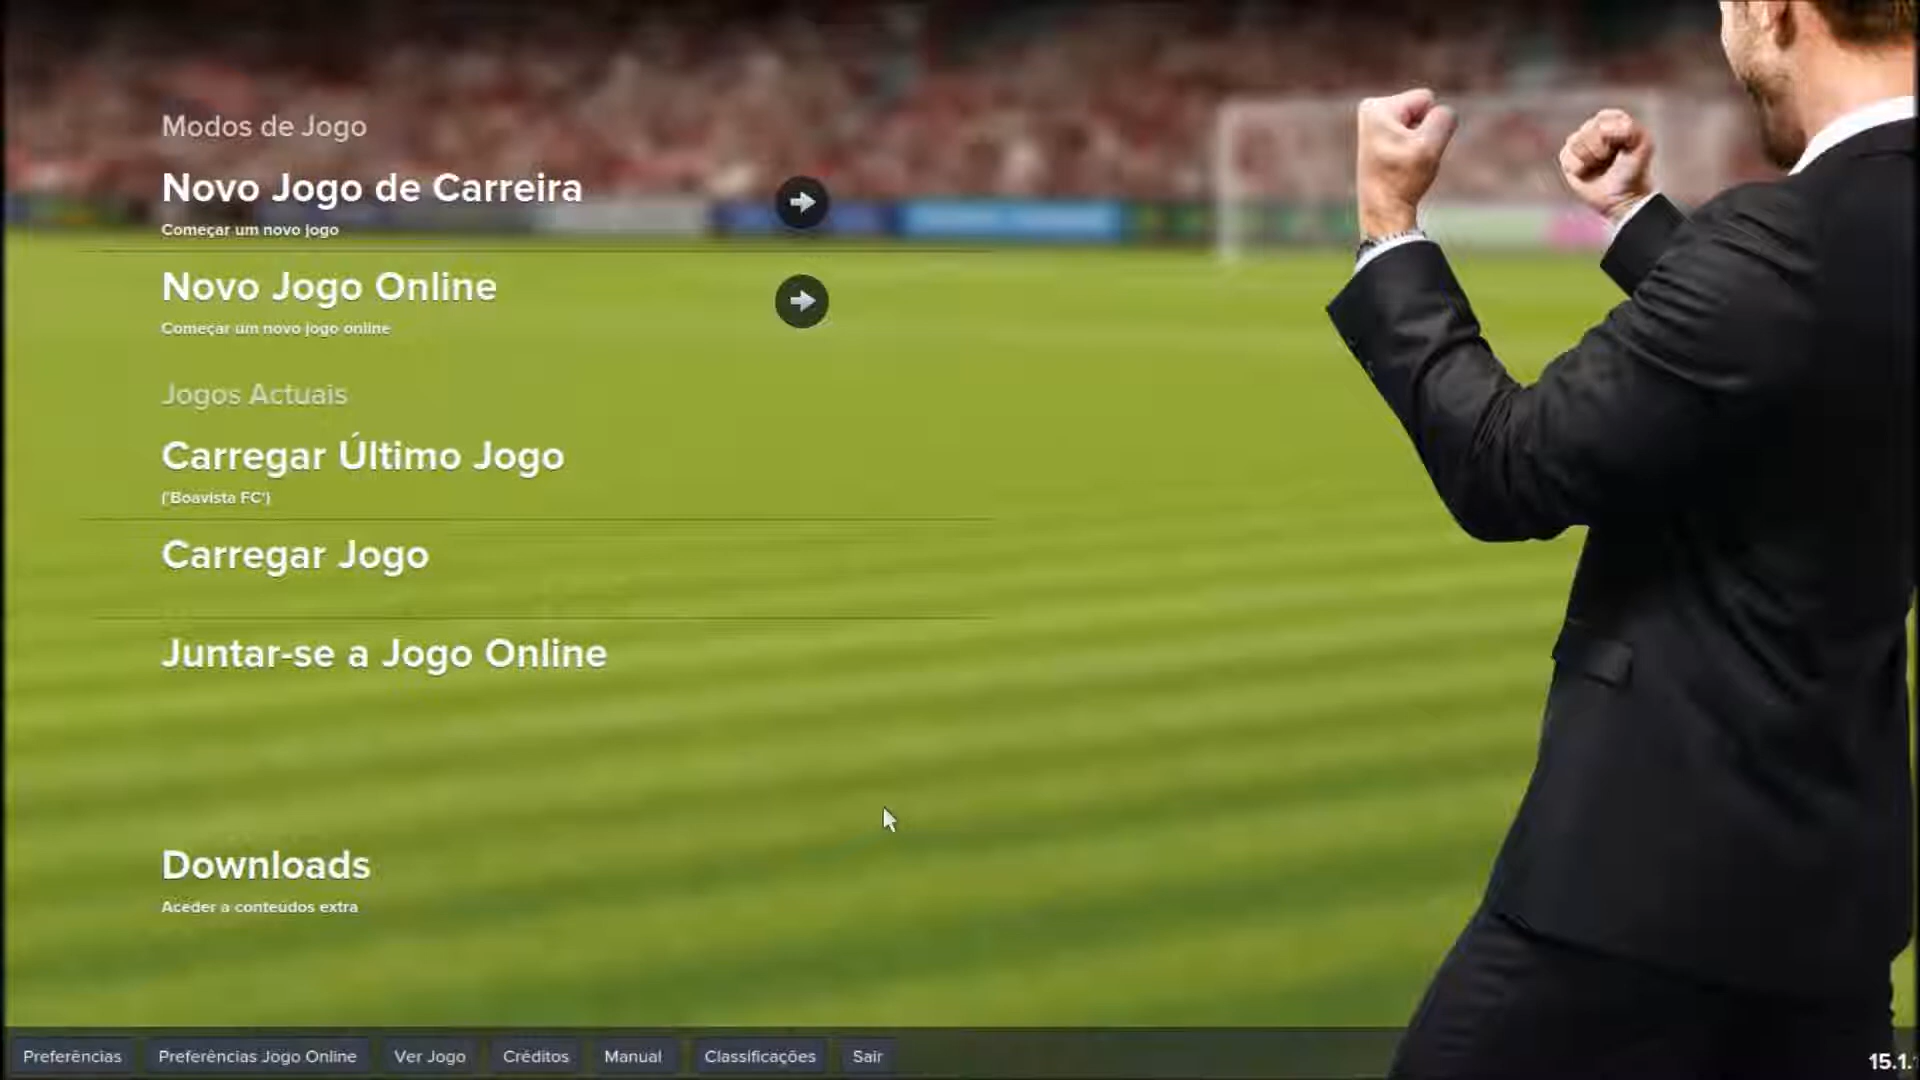 Modos de Jogo
Novo Jogo de Carreira
Começar um novo jogo
Novo Jogo Online
Começar um novo jogo online
Jogos Actuais
Carregar Último Jogo
('Boavista FC')
Carregar Jogo
Juntar-se a Jogo Online
Downloads
Aceder a conteúdos extra
Preferências Preferências Jogo Online Ver Jogo Créditos Manual Classificações Sair 15.1.